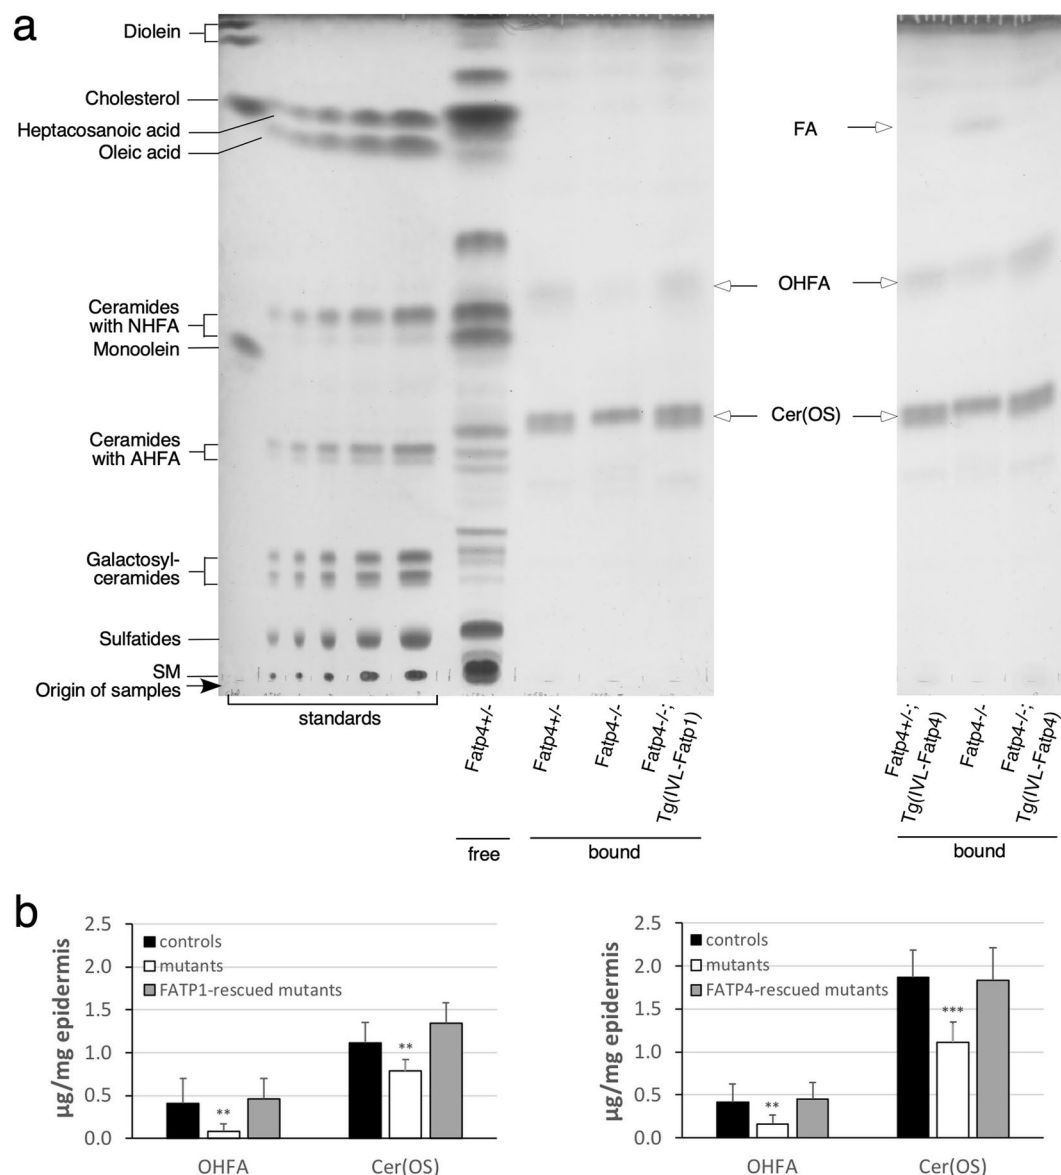 a
Diolein
Cholesterol
Heptacosanoic acid
Oleic acid
Ceramides
with NHFA
Monoolein
Ceramides
with AHFA
Galactosyl-
ceramides
Sulfatides
SM
Origin of samples
FA
OHFA
Cer(OS)
standards
Fatp4+/-
Fatp4+/-
Fatp4-/-
Fatp4-/-;
Tg(IVL-Fatp1)
Fatp4+/-;
Tg(IVL-Fatp4)
Fatp4-/-
Fatp4-/-;
Tg(IVL-Fatp4)
free
bound
bound
b
µg/mg epidermis
2.5
2.0
1.5
1.0
0.5
0.0
controls
mutants
FATP1-rescued mutants
**
**
OHFA
Cer(OS)
µg/mg epidermis
2.5
2.0
1.5
1.0
0.5
0.0
controls
mutants
FATP4-rescued mutants
**
***
OHFA
Cer(OS)